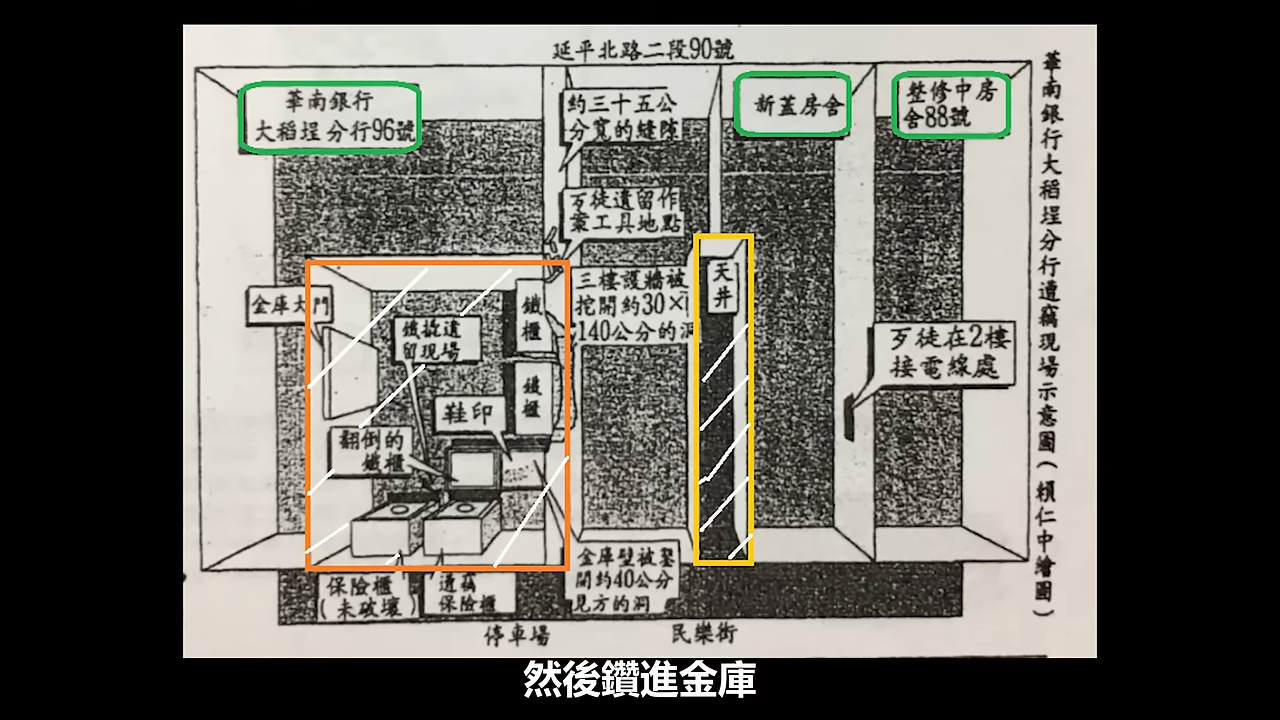 延平北路二段90號
華南銀行
大稻埕分行96號
約三十五公
分寬的縫隙
新蓋房舍
整修中房
舍88號
歹徒遺留作
案工具地點
金庫大門
鐵撬遺
留現場
鐵
櫃
三樓護牆被
挖開約30×
140公分的洞
天
井
歹徒在2樓
接電線處
鐵
櫃
鞋印
翻倒的
鐵櫃
保險櫃
(未破壞)
遭竊
保險櫃
金庫壁被鑿
開約40公分
見方的洞
停車場
民樂街
華南銀行大稻埕分行遭竊現場示意圖(賴仁中繪圖)
然後鑽進金庫